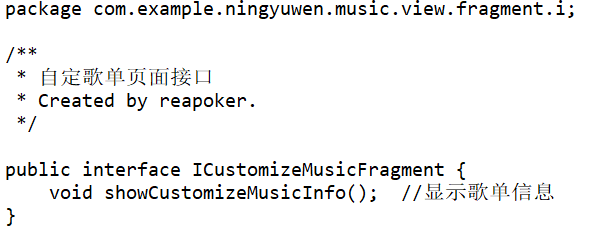 package com.example.ningyuwen.music.view.fragment.i;
/**
 * 自定歌单页面接口
 * Created by reapoker.
 */
public interface ICustomizeMusicFragment {
    void showCustomizeMusicInfo();  //显示歌单信息
}